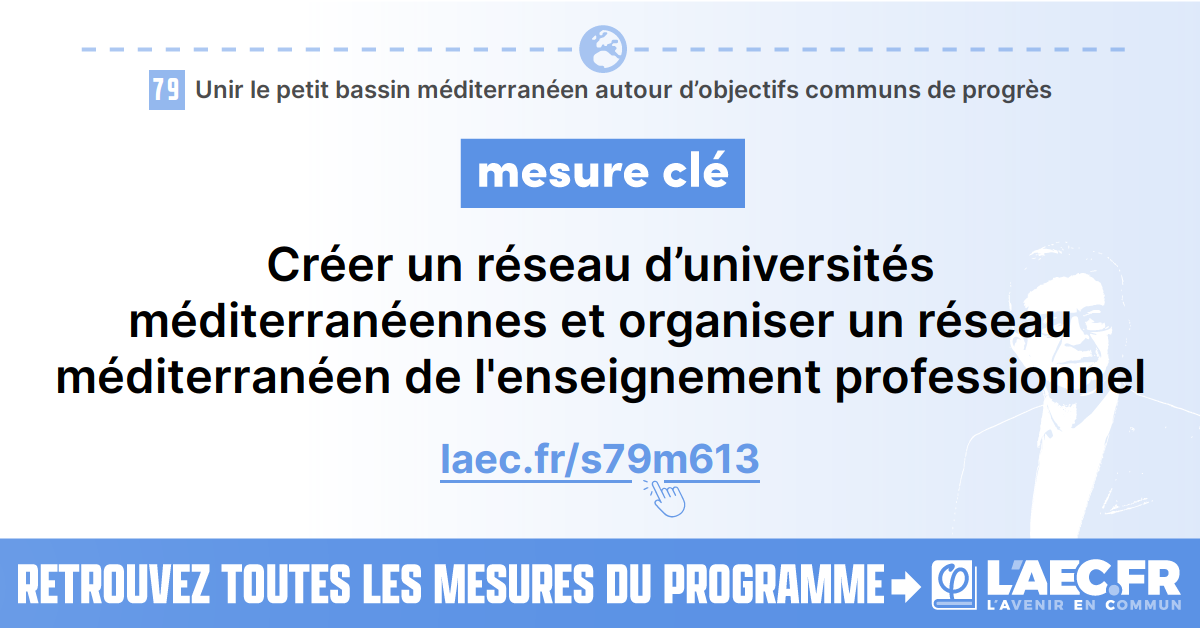 79 Unir le petit bassin méditerranéen autour d’objectifs communs de progrès
mesure clé
Créer un réseau d’universités
méditerranéennes et organiser un réseau
méditerranéen de l'enseignement professionnel
laec.fr/s79m613
RETROUVEZ TOUTES LES MESURES DU PROGRAMME
φ L'AEC.FR
L'AVENIR EN COMMUN